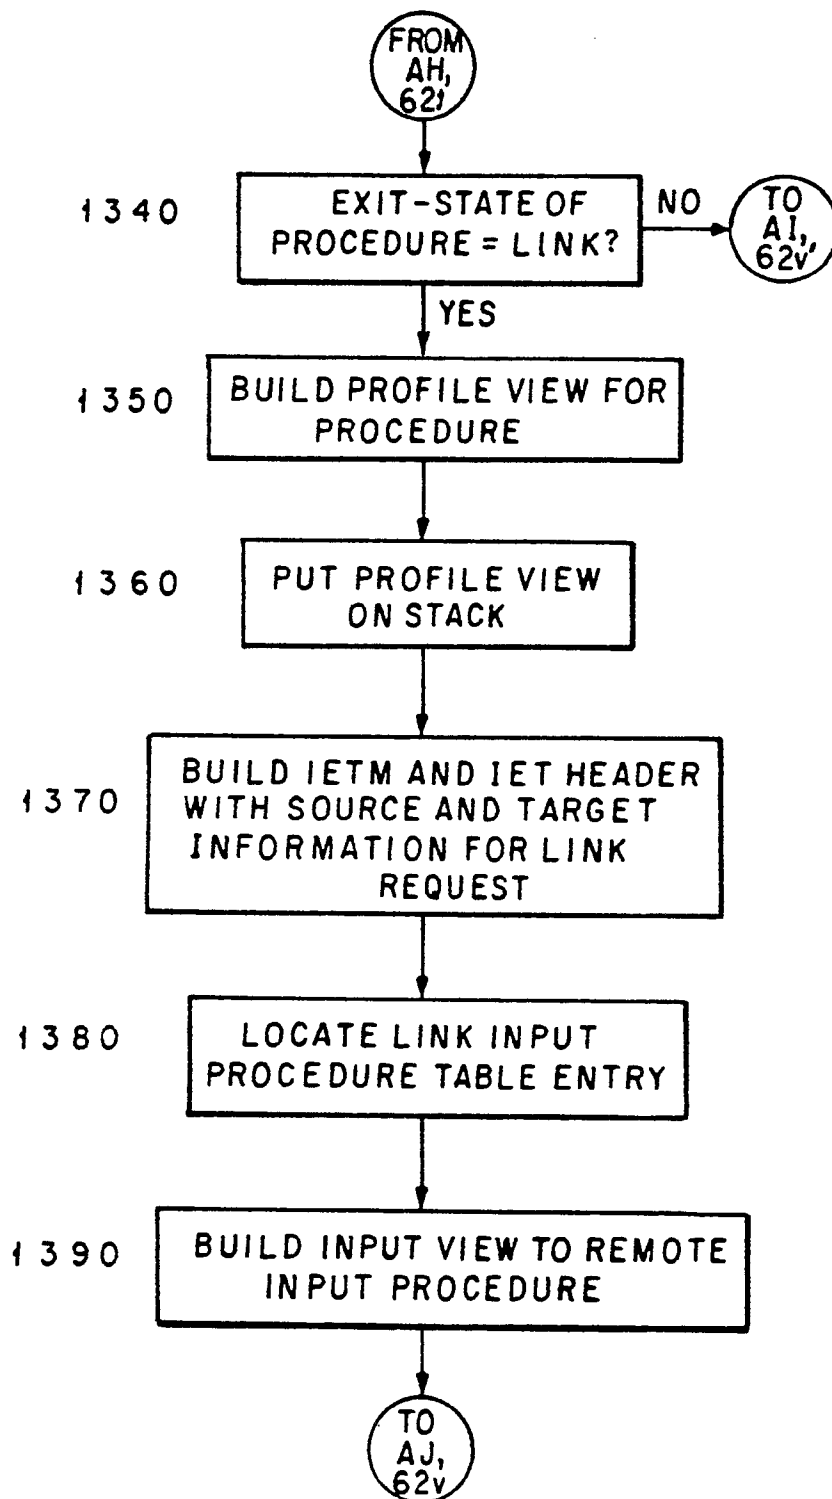 FROM
AH,
62t
1340
EXIT-STATE OF
PROCEDURE = LINK?
NO
TO
AI,
62v'
YES
1350
BUILD PROFILE VIEW FOR
PROCEDURE
1360
PUT PROFILE VIEW
ON STACK
1370
BUILD IETM AND IET HEADER
WITH SOURCE AND TARGET
INFORMATION FOR LINK
REQUEST
1380
LOCATE LINK INPUT
PROCEDURE TABLE ENTRY
1390
BUILD INPUT VIEW TO REMOTE
INPUT PROCEDURE
TO
AJ,
62v